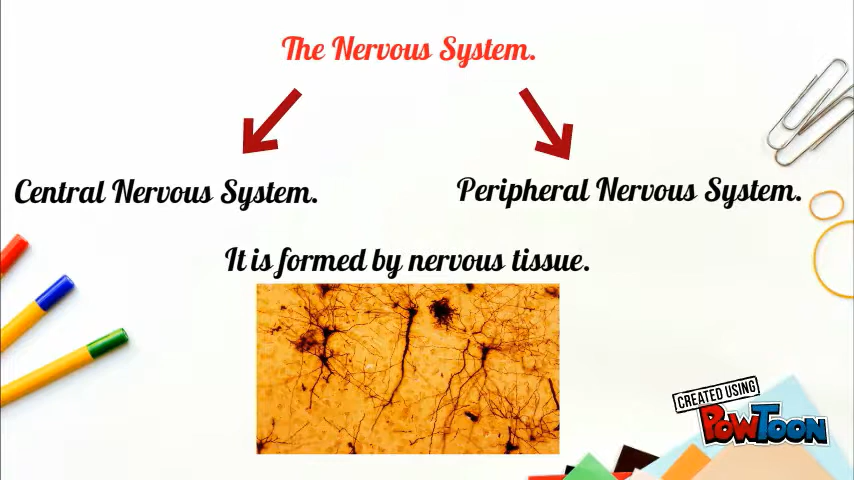 The Nervous System.
Central Nervous System.
Peripheral Nervous System.
It is formed by nervous tissue.
CREATED USING
POWTOON